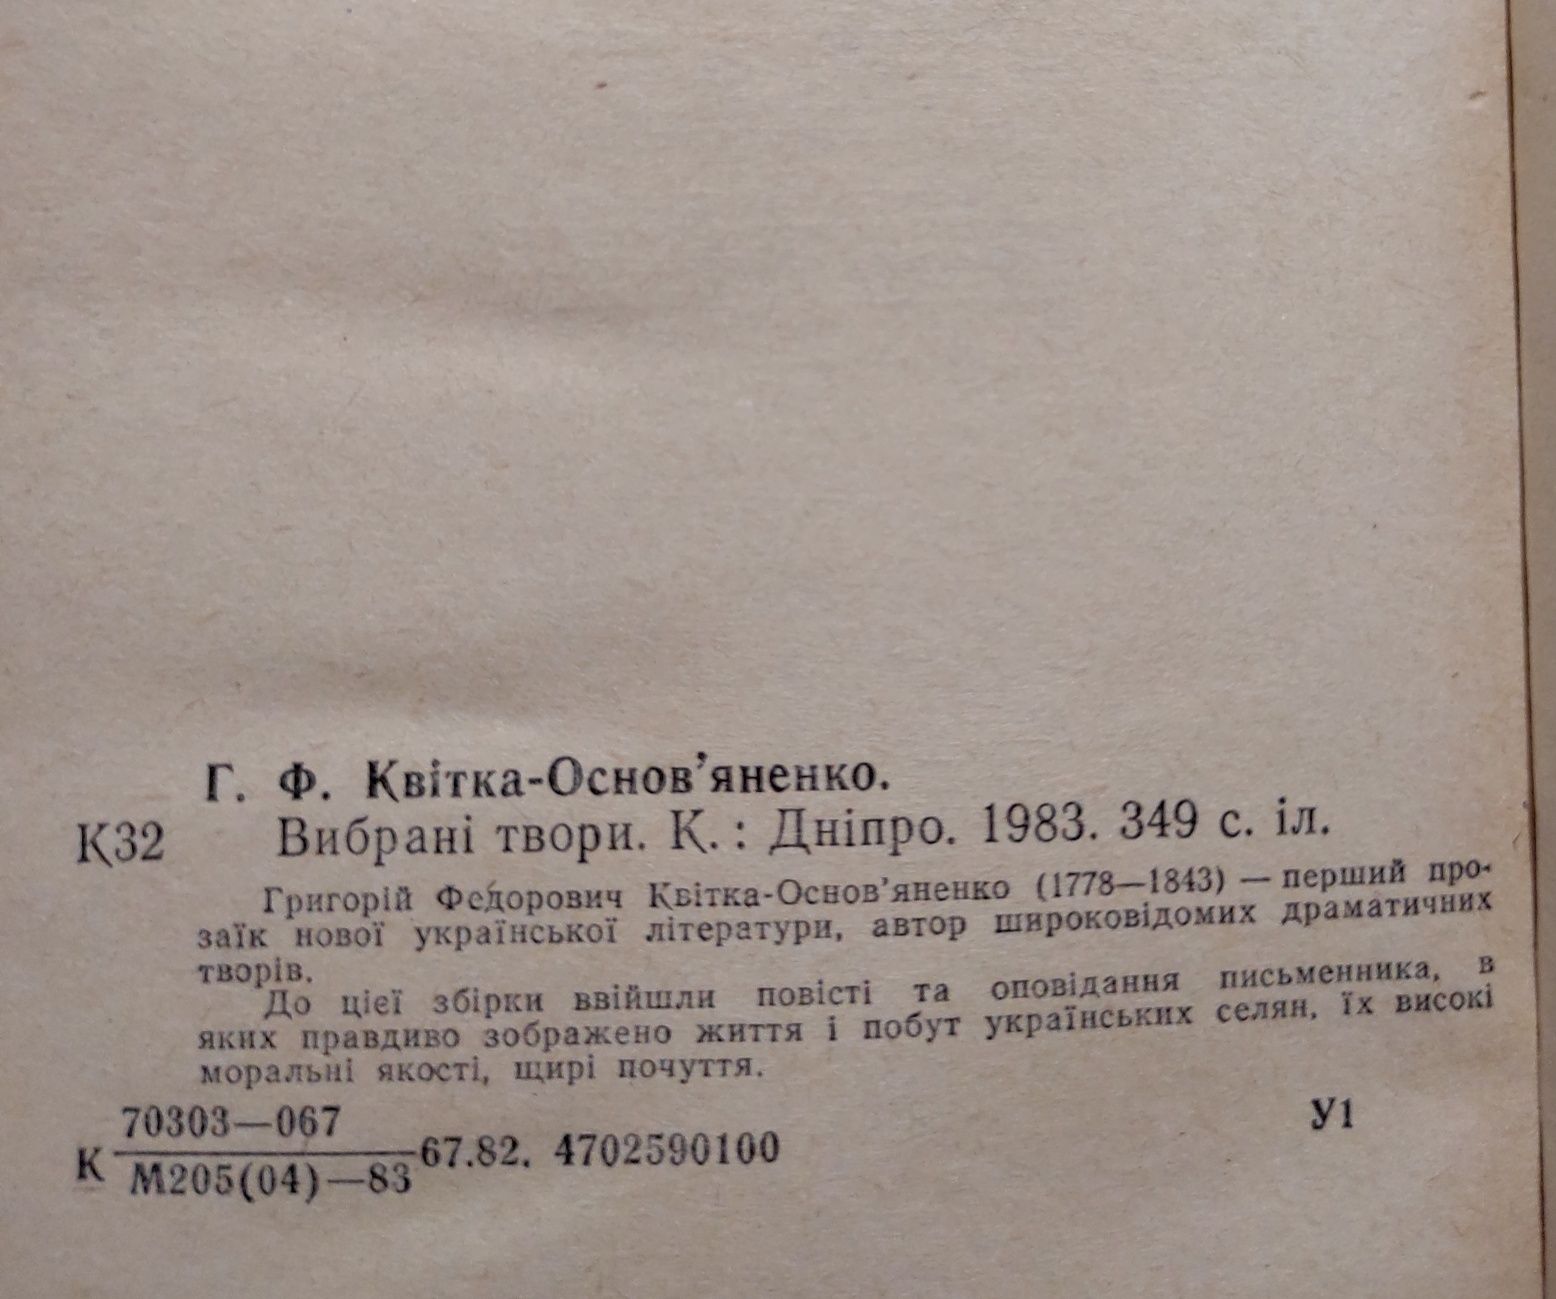 Г. Ф. Квітка-Основ'яненко.
К32 Вибрані твори. К. : Дніпро. 1983. 349 с. іл.
Григорій Федорович Квітка-Основ'яненко (1778—1843) — перший про-
заїк нової української літератури, автор широковідомих драматичних
творів.
До цієї збірки ввійшли повісті та оповідання письменника, в
яких правдиво зображено життя і побут українських селян, їх високі
моральні якості, щирі почуття.
70303—067
К М205(04)—83 67.82. 4702590100
У1